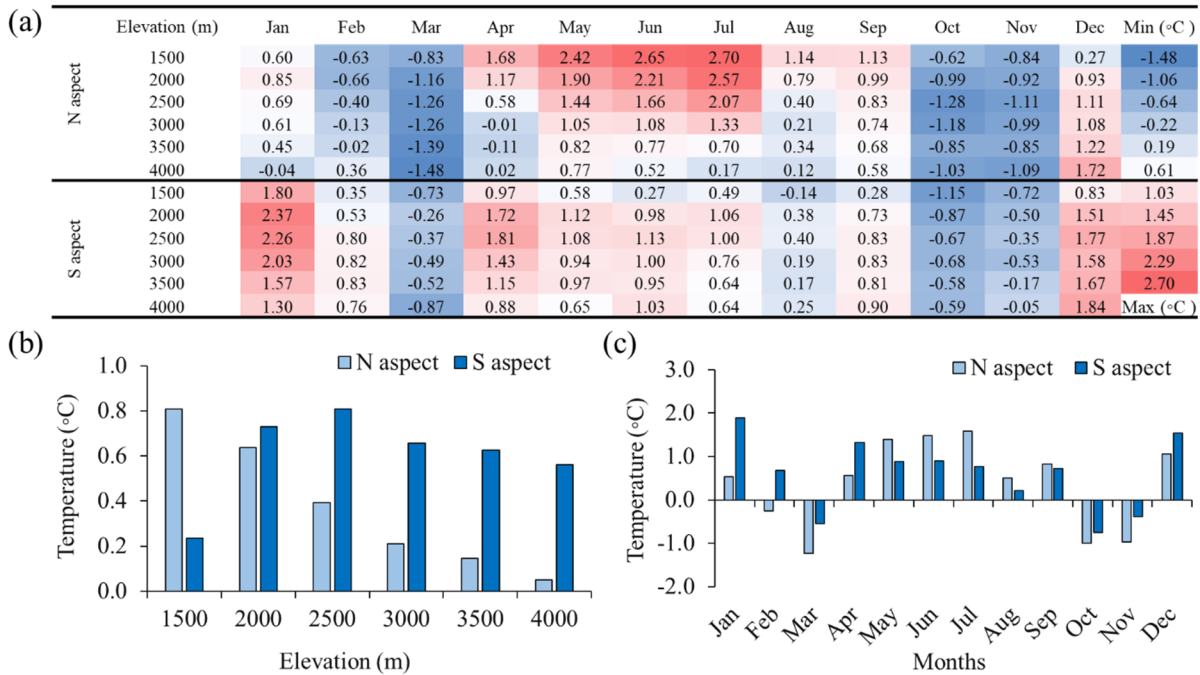 (a)
Elevation (m) Jan Feb Mar Apr May Jun Jul Aug Sep Oct Nov Dec Min (°C)
N aspect
1500 0.60 -0.63 -0.83 1.68 2.42 2.65 2.70 1.14 1.13 -0.62 -0.84 0.27 -1.48
2000 0.85 -0.66 -1.16 1.17 1.90 2.21 2.57 0.79 0.99 -0.99 -0.92 0.93 -1.06
2500 0.69 -0.40 -1.26 0.58 1.44 1.66 2.07 0.40 0.83 -1.28 -1.11 1.11 -0.64
3000 0.61 -0.13 -1.26 -0.01 1.05 1.08 1.33 0.21 0.74 -1.18 -0.99 1.08 -0.22
3500 0.45 -0.02 -1.39 -0.11 0.82 0.77 0.70 0.34 0.68 -0.85 -0.85 1.22 0.19
4000 -0.04 0.36 -1.48 0.02 0.77 0.52 0.17 0.12 0.58 -1.03 -1.09 1.72 0.61
S aspect
1500 1.80 0.35 -0.73 0.97 0.58 0.27 0.49 -0.14 0.28 -1.15 -0.72 0.83 1.03
2000 2.37 0.53 -0.26 1.72 1.12 0.98 1.06 0.38 0.73 -0.87 -0.50 1.51 1.45
2500 2.26 0.80 -0.37 1.81 1.08 1.13 1.00 0.40 0.83 -0.67 -0.35 1.77 1.87
3000 2.03 0.82 -0.49 1.43 0.94 1.00 0.76 0.19 0.83 -0.68 -0.53 1.58 2.29
3500 1.57 0.83 -0.52 1.15 0.97 0.95 0.64 0.17 0.81 -0.58 -0.17 1.67 2.70
4000 1.30 0.76 -0.87 0.88 0.65 1.03 0.64 0.25 0.90 -0.59 -0.05 1.84 Max (°C)
(b)
N aspect S aspect
Temperature (°C)
1.0
0.8
0.6
0.4
0.2
0.0
1500 2000 2500 3000 3500 4000
Elevation (m)
(c)
N aspect S aspect
Temperature (°C)
3.0
2.0
1.0
0.0
-1.0
-2.0
Jan Feb Mar Apr May Jun Jul Aug Sep Oct Nov Dec
Months